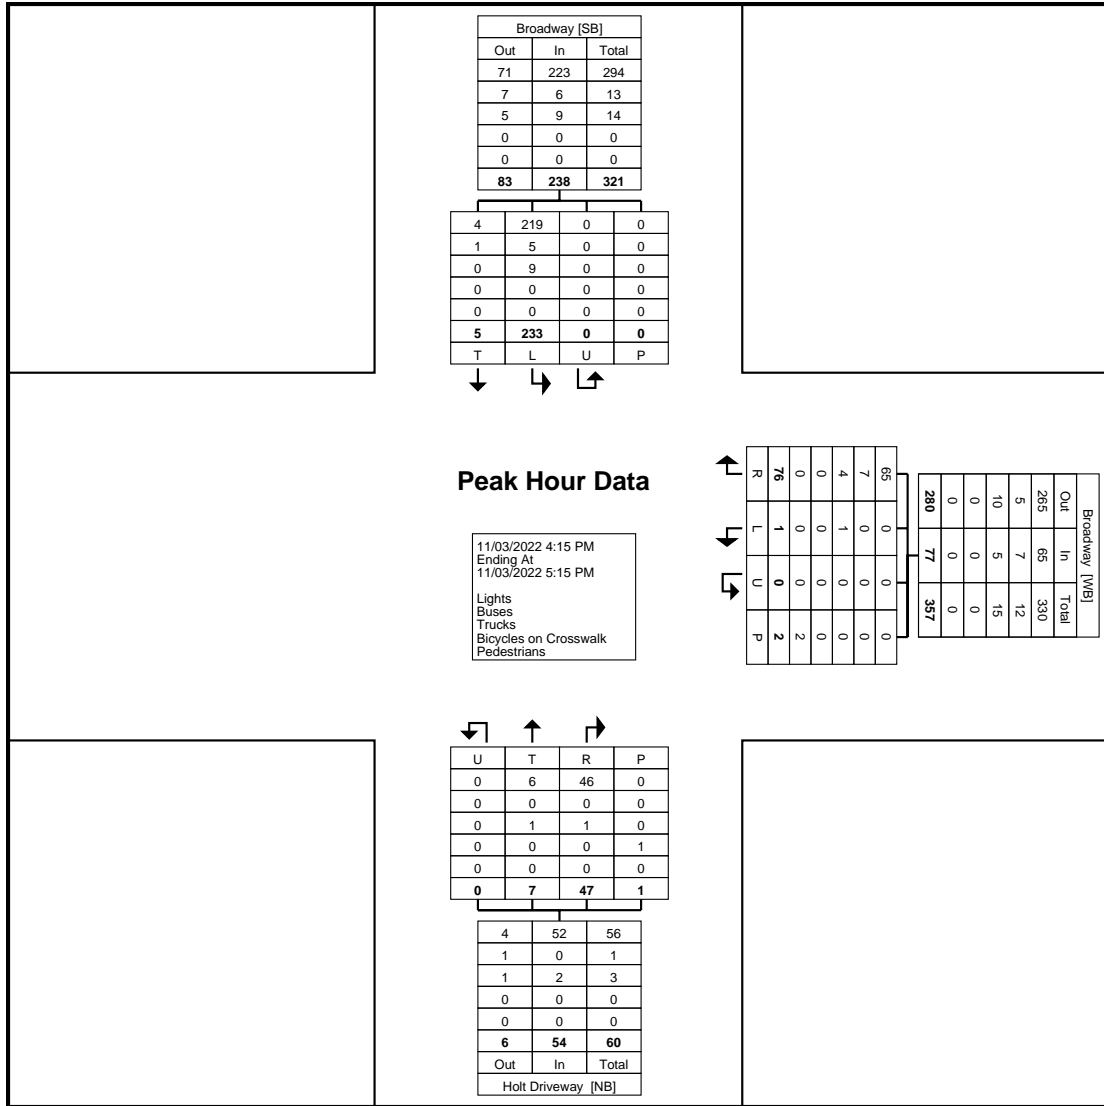 Broadway [SB]
Out In Total
71 223 294
7 6 13
5 9 14
0 0 0
0 0 0
83 238 321
4 219 0 0
1 5 0 0
0 9 0 0
0 0 0 0
0 0 0 0
5 233 0 0
T L U P
Peak Hour Data
11/03/2022 4:15 PM
Ending At
11/03/2022 5:15 PM
Lights
Buses
Trucks
Bicycles on Crosswalk
Pedestrians
Broadway [WB]
Out In Total
265 65 330
5 7 12
10 5 15
0 0 0
0 0 0
280 77 357
65 0 0 0
7 0 0 0
4 1 0 0
0 0 0 0
0 0 0 2
76 1 0 2
R L U P
U T R P
0 6 46 0
0 0 0 0
0 1 1 0
0 0 0 1
0 0 0 0
0 7 47 1
4 52 56
1 0 1
1 2 3
0 0 0
0 0 0
6 54 60
Out In Total
Holt Driveway [NB]